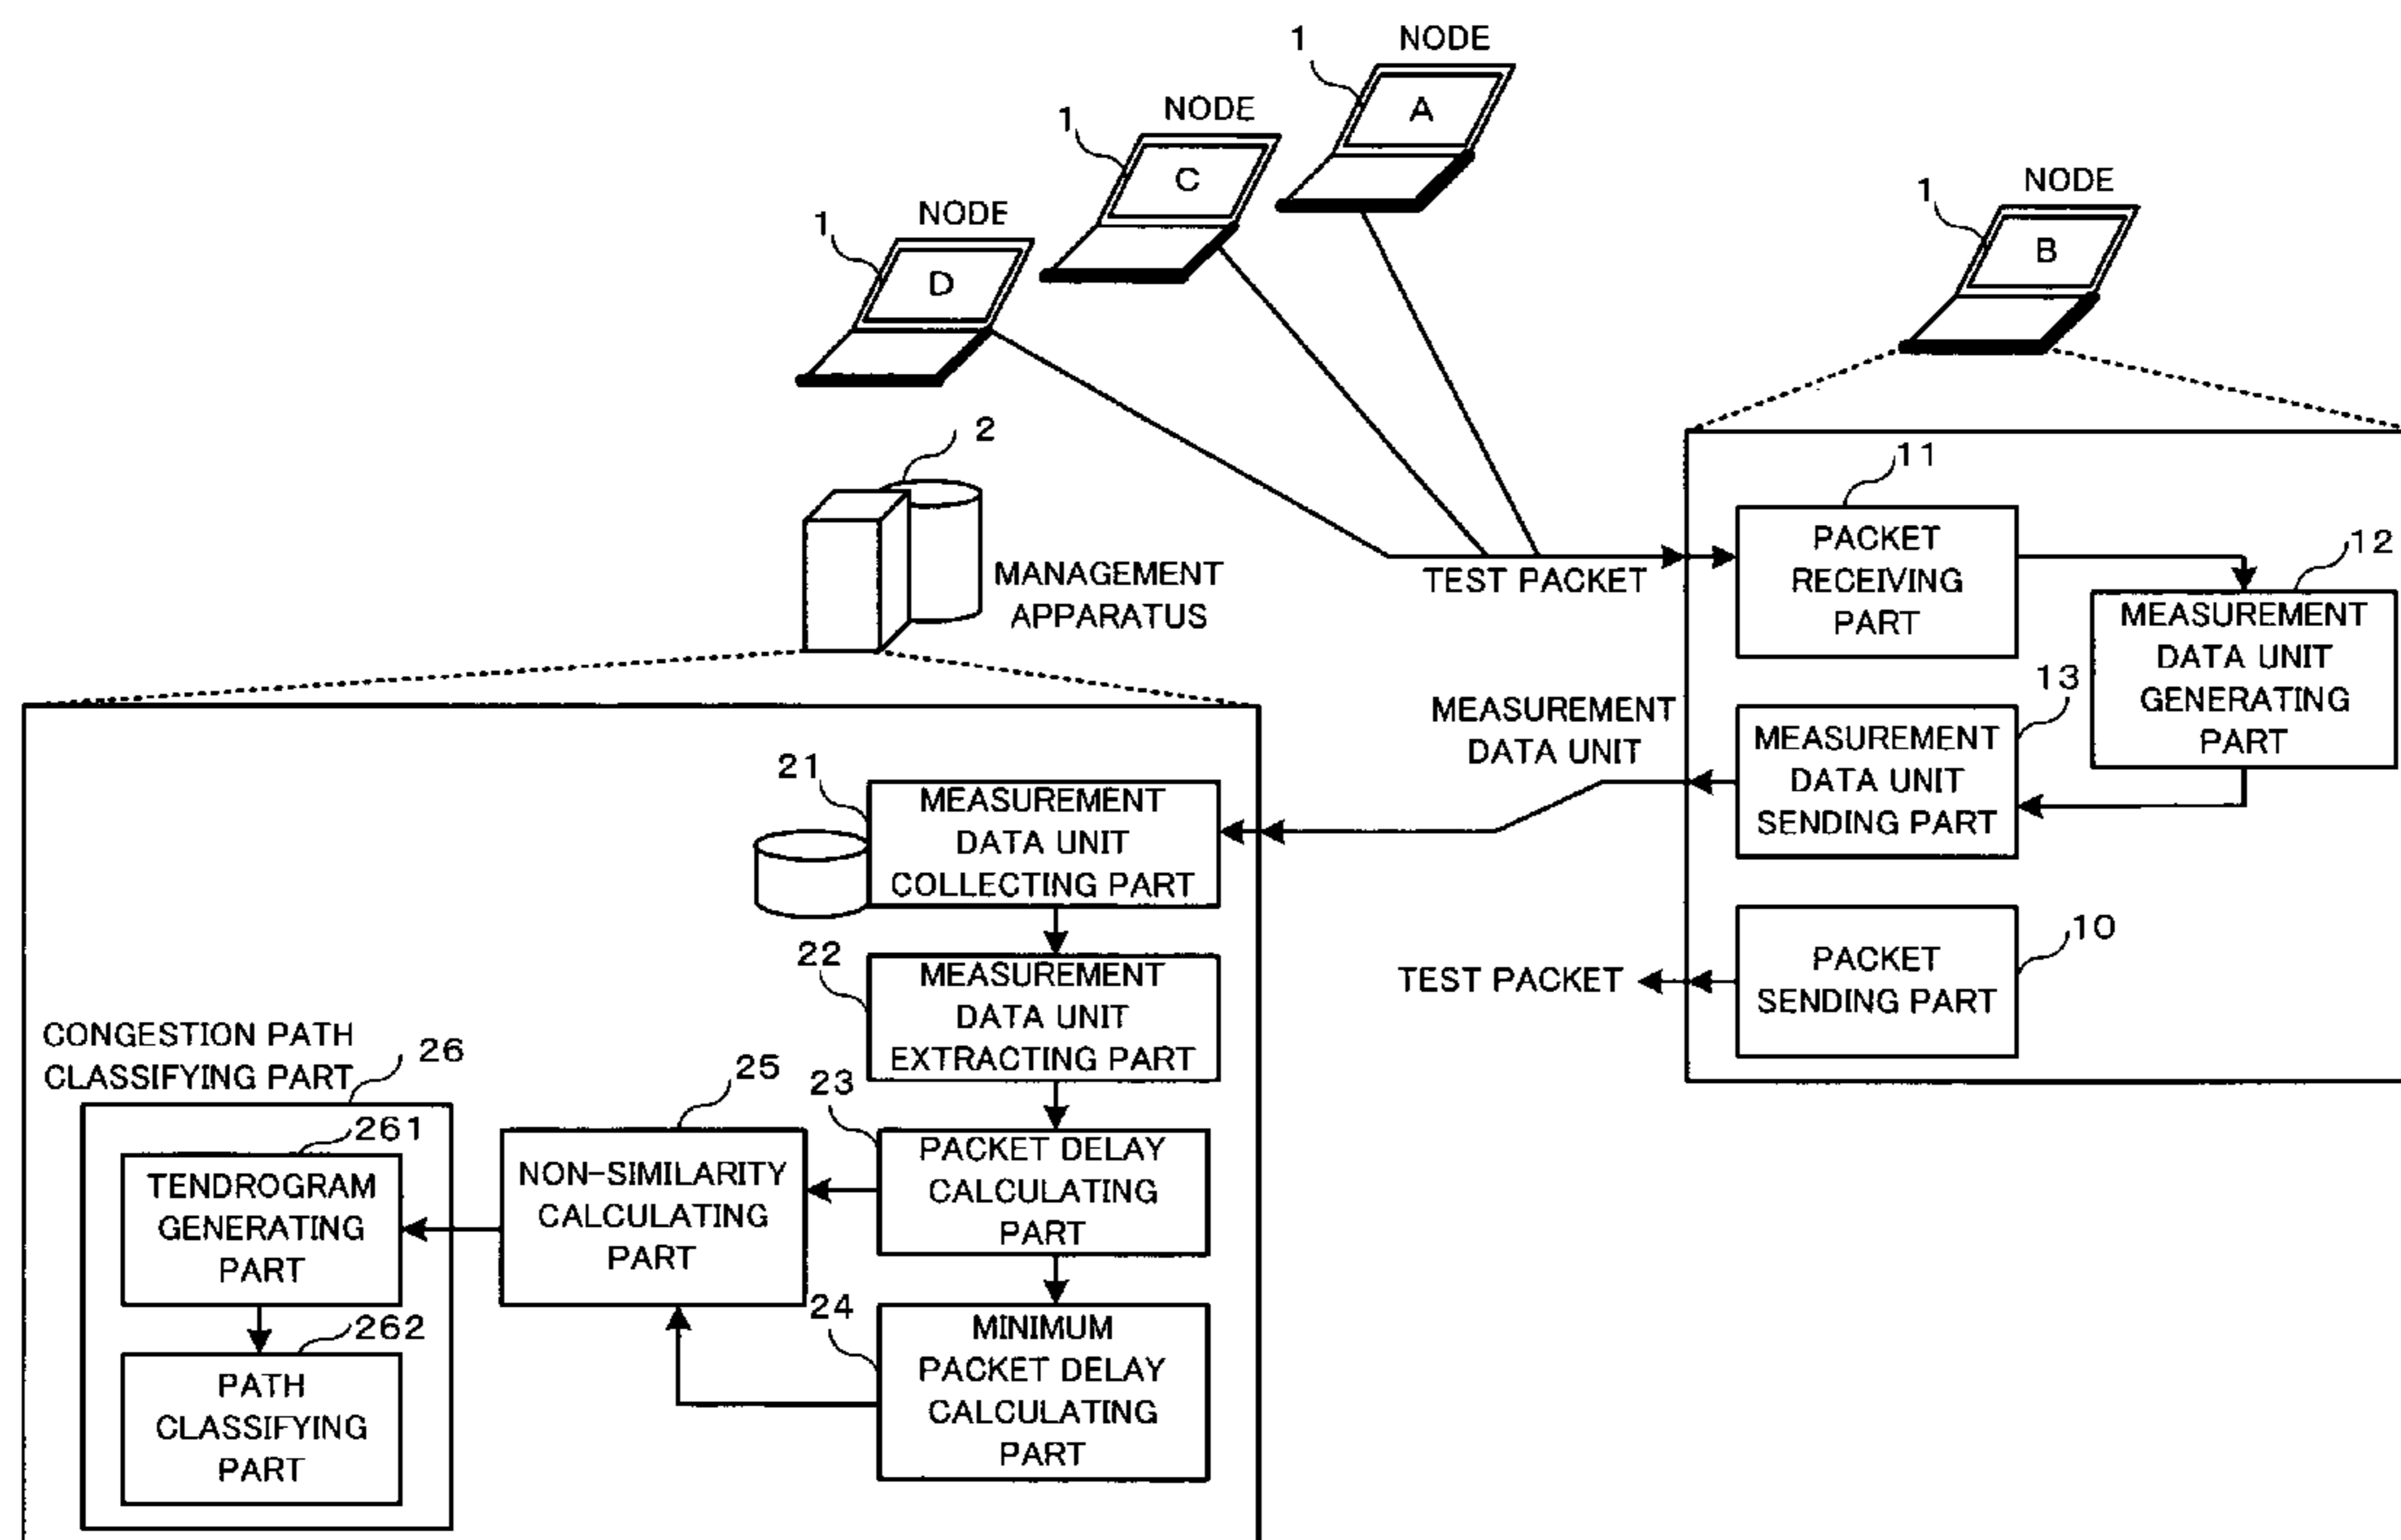 1
NODE
A
1
NODE
C
1
NODE
D
1
NODE
B
2
MANAGEMENT
APPARATUS
TEST PACKET
11
PACKET
RECEIVING
PART
12
MEASUREMENT
DATA UNIT
GENERATING
PART
13
MEASUREMENT
DATA UNIT
SENDING PART
MEASUREMENT
DATA UNIT
10
PACKET
SENDING PART
TEST PACKET
21
MEASUREMENT
DATA UNIT
COLLECTING PART
22
MEASUREMENT
DATA UNIT
EXTRACTING PART
23
PACKET DELAY
CALCULATING
PART
24
MINIMUM
PACKET DELAY
CALCULATING
PART
25
NON-SIMILARITY
CALCULATING
PART
CONGESTION PATH
CLASSIFYING PART
26
261
TENDROGRAM
GENERATING
PART
262
PATH
CLASSIFYING
PART